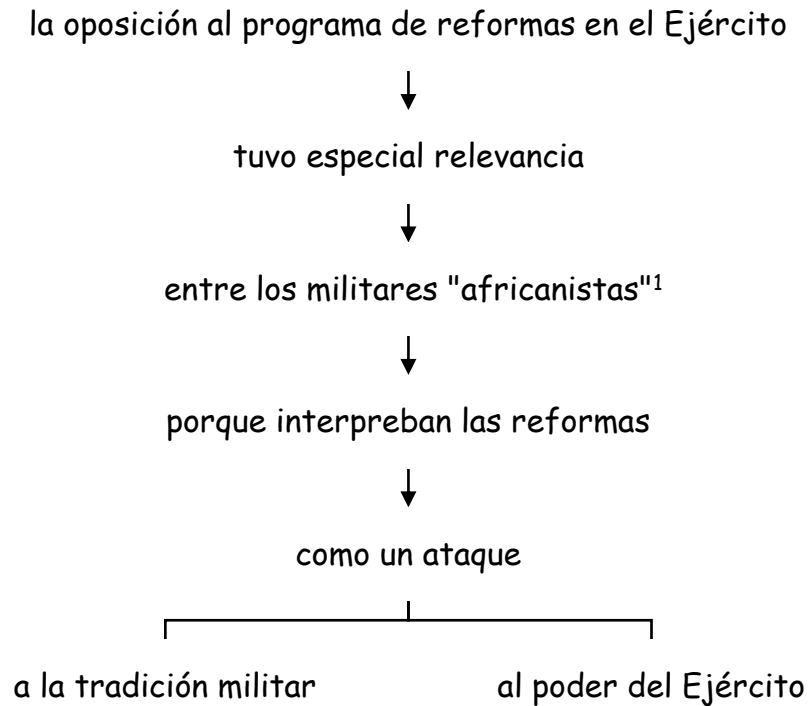 la oposición al programa de reformas en el Ejército
tuvo especial relevancia
entre los militares "africanistas"¹
porque interpreban las reformas
como un ataque
a la tradición militar
al poder del Ejército